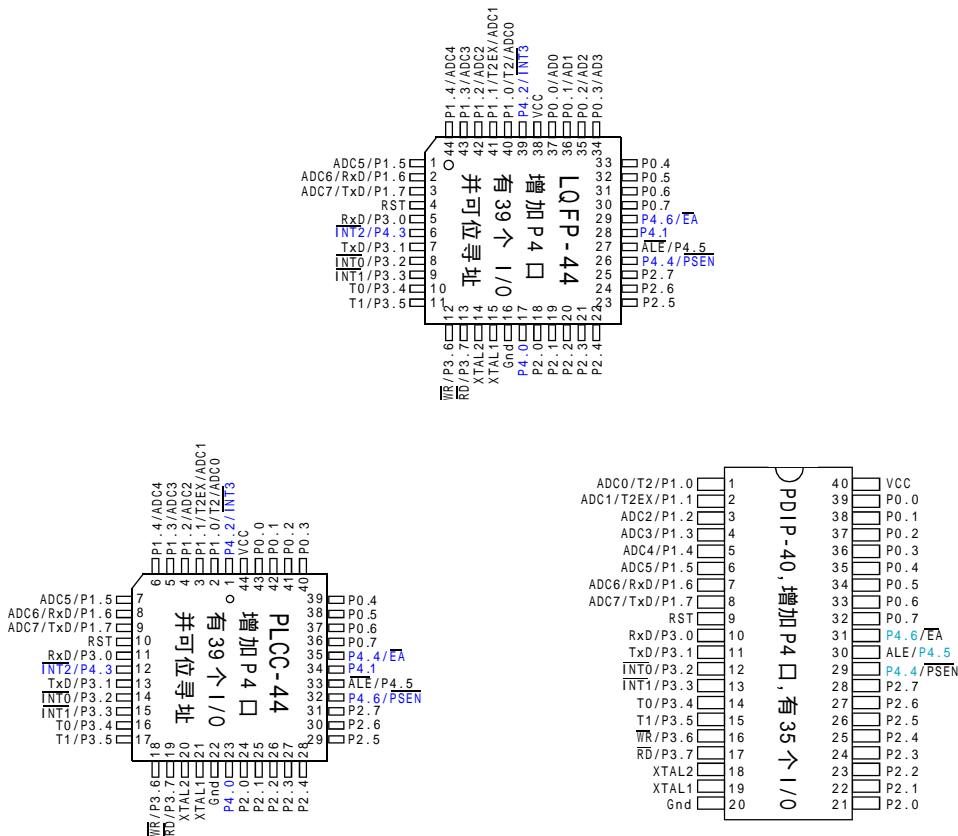 P1.4/ADC4
P1.3/ADC3
P1.2/ADC2
P1.1/T2EX/ADC1
P1.0/T2/ADC0
P4.2/INT3
VCC
P0.0/AD0
P0.1/AD1
P0.2/AD2
P0.3/AD3
44 43 42 41 40 39 38 37 36 35 34
ADC5/P1.5 1
ADC6/RxD/P1.6 2
ADC7/TxD/P1.7 3
RST 4
RxD/P3.0 5
INT2/P4.3 6
TxD/P3.1 7
INT0/P3.2 8
INT1/P3.3 9
T0/P3.4 10
T1/P3.5 11
LQFP-44
增加P4口
有39个 I/O
并可位寻址
33 P0.4
32 P0.5
31 P0.6
30 P0.7
29 P4.6/EA
28 P4.1
27 ALE/P4.5
26 P4.4/PSEN
25 P2.7
24 P2.6
23 P2.5
12 13 14 15 16 17 18 19 20 21 22
WR/P3.6
RD/P3.7
XTAL2
XTAL1
Gnd
P4.0
P2.0
P2.1
P2.2
P2.3
P2.4
P1.4/ADC4
P1.3/ADC3
P1.2/ADC2
P1.1/T2EX/ADC1
P1.0/T2/ADC0
P4.2/INT3
VCC
P0.0
P0.1
P0.2
P0.3
6 5 4 3 2 1 44 43 42 41 40
ADC5/P1.5 7
ADC6/RxD/P1.6 8
ADC7/TxD/P1.7 9
RST 10
RxD/P3.0 11
INT2/P4.3 12
TxD/P3.1 13
INT0/P3.2 14
INT1/P3.3 15
T0/P3.4 16
T1/P3.5 17
PLCC-44
增加P4口
有39个I/O
并可位寻址
39 P0.4
38 P0.5
37 P0.6
36 P0.7
35 P4.4/EA
34 P4.1
33 ALE/P4.5
32 P4.6/PSEN
31 P2.7
30 P2.6
29 P2.5
18 19 20 21 22 23 24 25 26 27 28
WR/P3.6
RD/P3.7
XTAL2
XTAL1
Gnd
P4.0
P2.0
P2.1
P2.2
P2.3
P2.4
ADC0/T2/P1.0 1
ADC1/T2EX/P1.1 2
ADC2/P1.2 3
ADC3/P1.3 4
ADC4/P1.4 5
ADC5/P1.5 6
ADC6/RxD/P1.6 7
ADC7/TxD/P1.7 8
RST 9
RxD/P3.0 10
TxD/P3.1 11
INT0/P3.2 12
INT1/P3.3 13
T0/P3.4 14
T1/P3.5 15
WR/P3.6 16
RD/P3.7 17
XTAL2 18
XTAL1 19
Gnd 20
PDIP-40,增加P4口,有35个I/O
40 VCC
39 P0.0
38 P0.1
37 P0.2
36 P0.3
35 P0.4
34 P0.5
33 P0.6
32 P0.7
31 P4.6/EA
30 ALE/P4.5
29 P4.4/PSEN
28 P2.7
27 P2.6
26 P2.5
25 P2.4
24 P2.3
23 P2.2
22 P2.1
21 P2.0